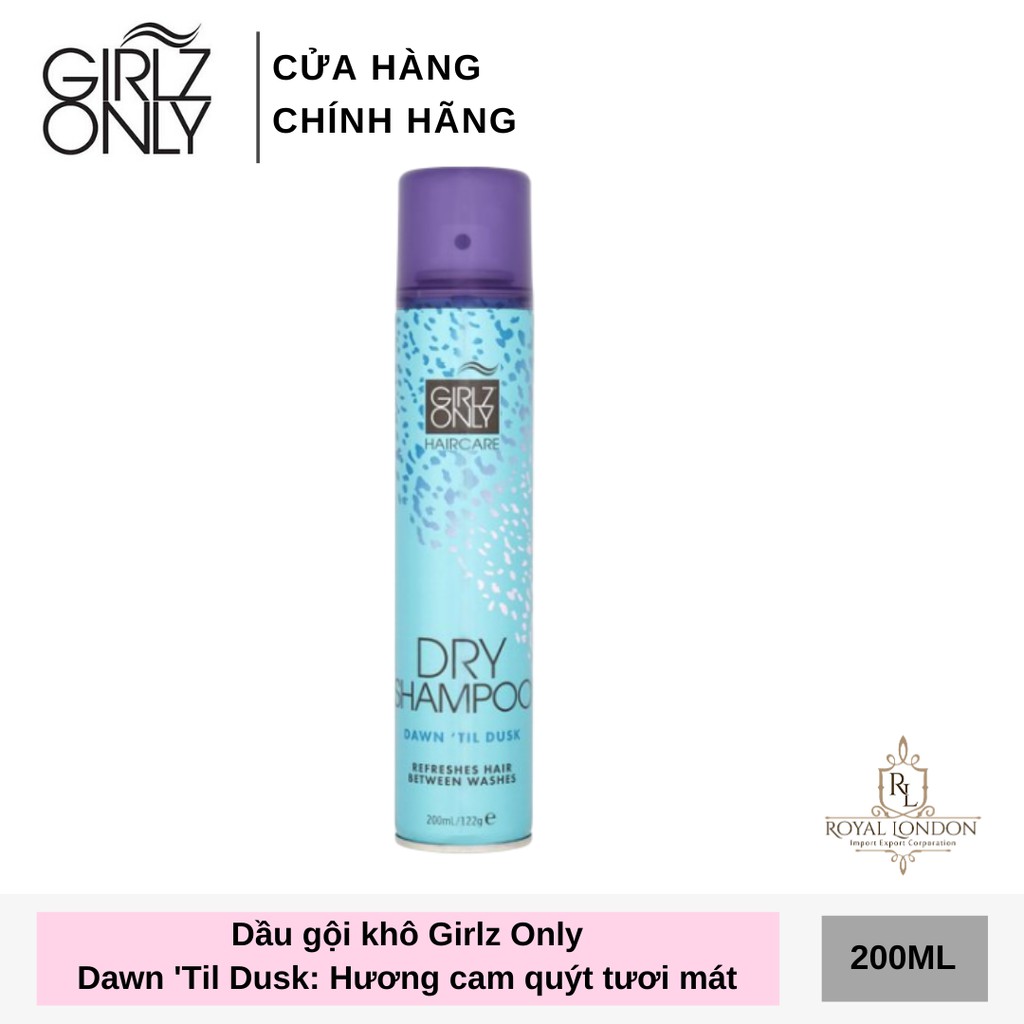 GIRLZ
ONLY
CỬA HÀNG
CHÍNH HÃNG
GIRLZ
ONLY
HAIRCARE
DRY
SHAMPOO
DAWN 'TIL DUSK
REFRESHES HAIR
BETWEEN WASHES
200mL/122g℮
RL
ROYAL LONDON
Import Export Corporation
Dầu gội khô Girlz Only
Dawn 'Til Dusk: Hương cam quýt tươi mát
200ML